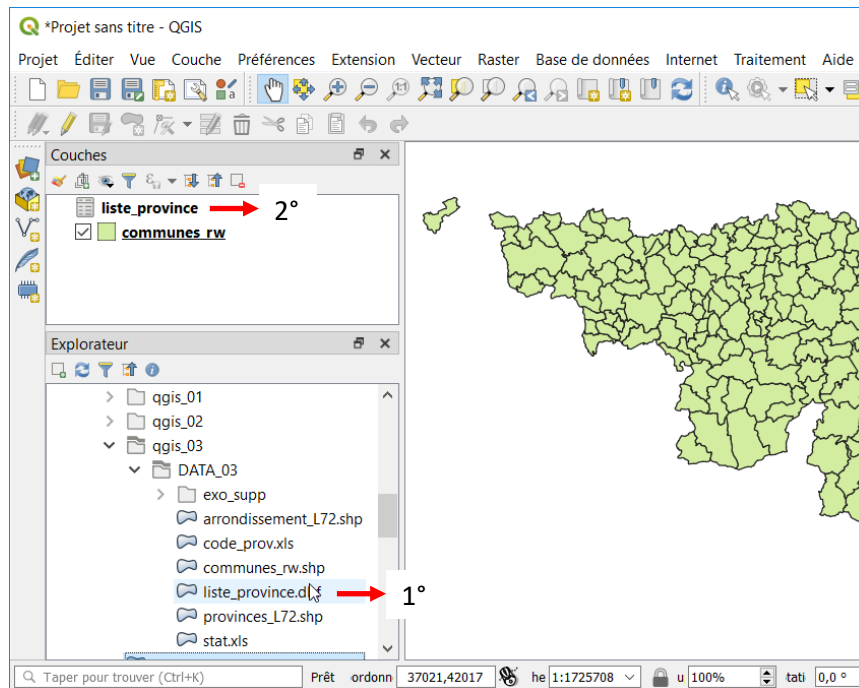 *Projet sans titre - QGIS
Projet Éditer Vue Couche Préférences Extension Vecteur Raster Base de données Internet Traitement Aide
Couches
liste_province 2°
communes_rw
Explorateur
qgis_01
qgis_02
qgis_03
DATA_03
exo_supp
arrondissement_L72.shp
code_prov.xls
communes_rw.shp
1°
provinces_L72.shp
stat.xls
Taper pour trouver (Ctrl+K) Prêt ordonn 37021,42017 he 1:1725708 u 100% tati 0,0 °